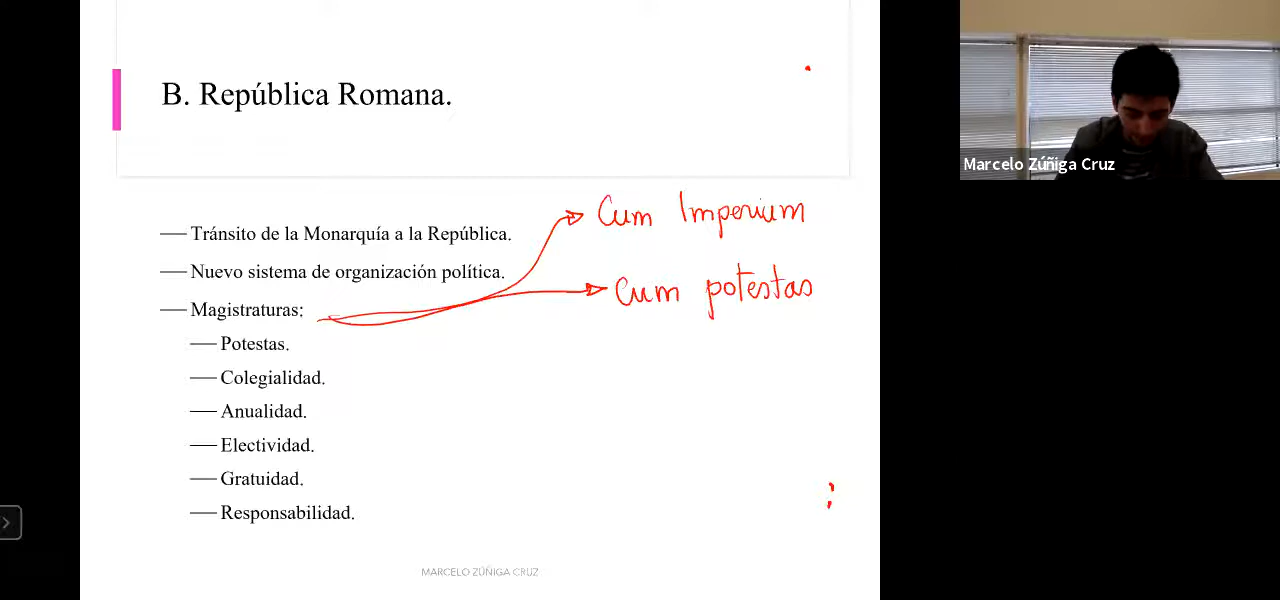 B. República Romana.
Cum Imperium
Tránsito de la Monarquía a la República.
Nuevo sistema de organización política.
Cum potestas
Magistraturas:
Potestas.
Colegialidad.
Anualidad.
Electividad.
Gratuidad.
Responsabilidad.
MARCELO ZÚÑIGA CRUZ
Marcelo Zúñiga Cruz